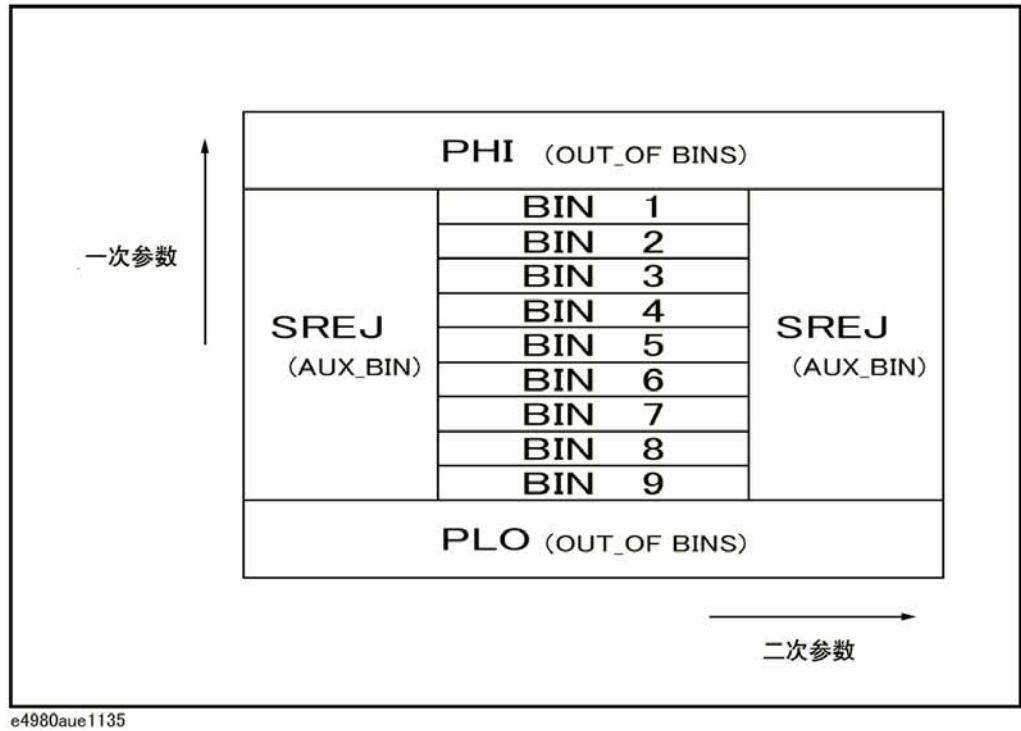 PHI (OUT_OF BINS)
一次参数
BIN 1
BIN 2
BIN 3
BIN 4
BIN 5
BIN 6
BIN 7
BIN 8
BIN 9
SREJ
(AUX_BIN)
SREJ
(AUX_BIN)
PLO (OUT_OF BINS)
二次参数
e4980aue1135